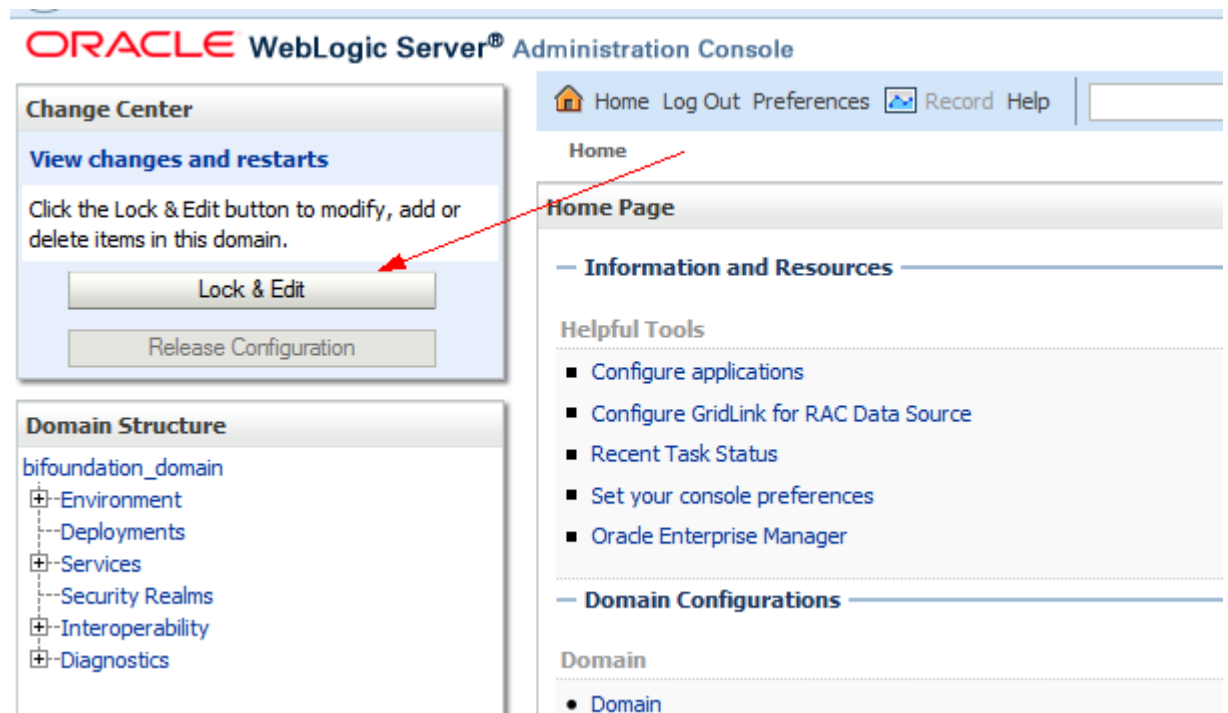 ORACLE WebLogic Server® Administration Console
Change Center
View changes and restarts
Click the Lock & Edit button to modify, add or
delete items in this domain.
Lock & Edit
Release Configuration
Domain Structure
bifoundation_domain
Environment
Deployments
Services
Security Realms
Interoperability
Diagnostics
Home Log Out Preferences Record Help
Home
Home Page
Information and Resources
Helpful Tools
Configure applications
Configure GridLink for RAC Data Source
Recent Task Status
Set your console preferences
Oracle Enterprise Manager
Domain Configurations
Domain
Domain